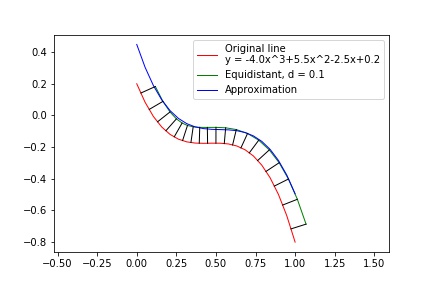 Original line
y = -4.0x^3+5.5x^2-2.5x+0.2
Equidistant, d = 0.1
Approximation
0.4
0.2
0.0
−0.2
−0.4
−0.6
−0.8
−0.50 −0.25 0.00 0.25 0.50 0.75 1.00 1.25 1.50